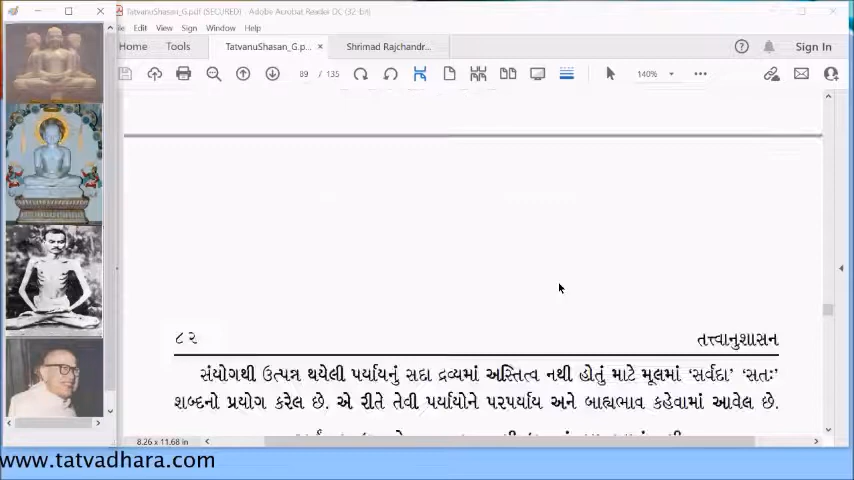 TatvanuShasan_G.pdf (SECURED) - Adobe Acrobat Reader DC (32-bit)
Edit View Sign Window Help
Home Tools TatvanuShasan_G.p... × Shrimad Rajchandr... Sign In
89 / 135 140%
૮૨ તત્ત્વાનુશાસન
સંયોગથી ઉત્પન્ન થયેલી પર્યાયનું સદા દ્રવ્યમાં અસ્તિત્વ નથી હોતું માટે મૂલમાં ‘સર્વદા’ ‘સતઃ’
શબ્દનો પ્રયોગ કરેલ છે. એ રીતે તેવી પર્યાયોને પરપર્યાય અને બાહ્યભાવ કહેવામાં આવેલ છે.
8.26 x 11.68 in
www.tatvadhara.com